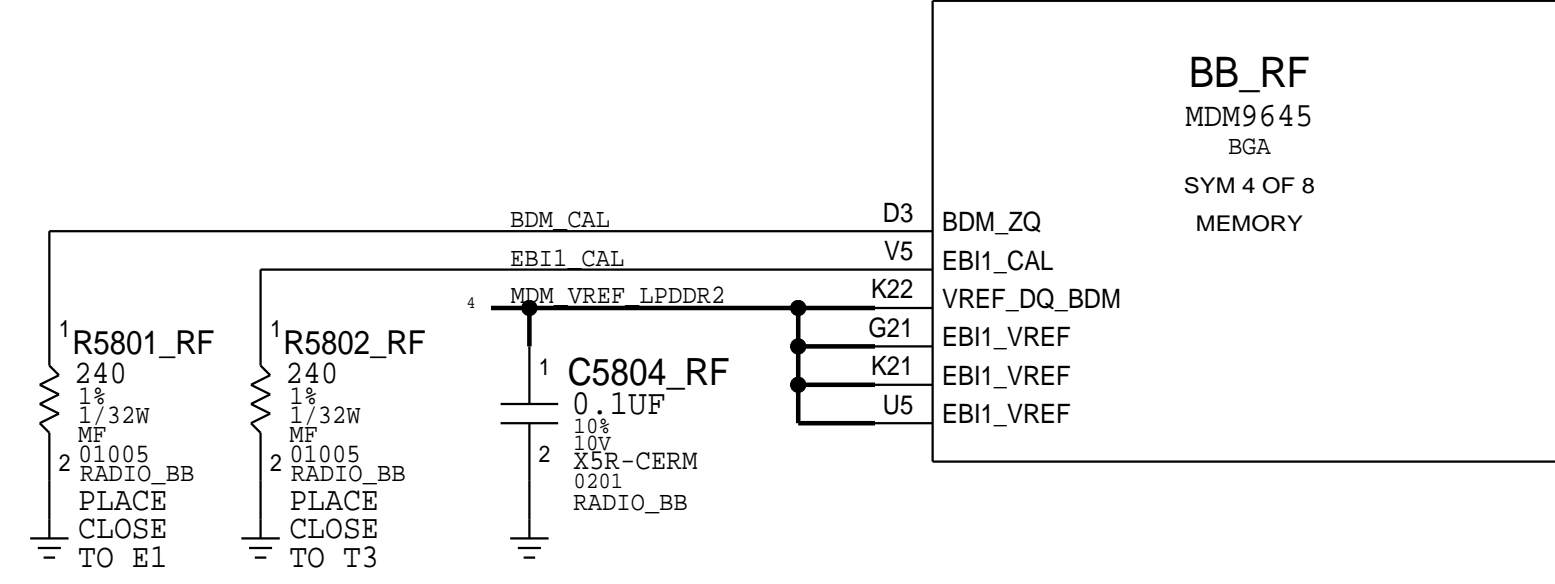 BB_RF
MDM9645
BGA
SYM 4 OF 8
MEMORY
BDM_CAL D3 BDM_ZQ
EBI1_CAL V5 EBI1_CAL
4 MDM_VREF_LPDDR2 K22 VREF_DQ_BDM
G21 EBI1_VREF
K21 EBI1_VREF
U5 EBI1_VREF
1 R5801_RF
240
1%
1/32W
MF
01005
2 RADIO_BB
PLACE
CLOSE
TO E1
1 R5802_RF
240
1%
1/32W
MF
01005
2 RADIO_BB
PLACE
CLOSE
TO T3
1 C5804_RF
0.1UF
10%
10V
2 X5R-CERM
0201
RADIO_BB